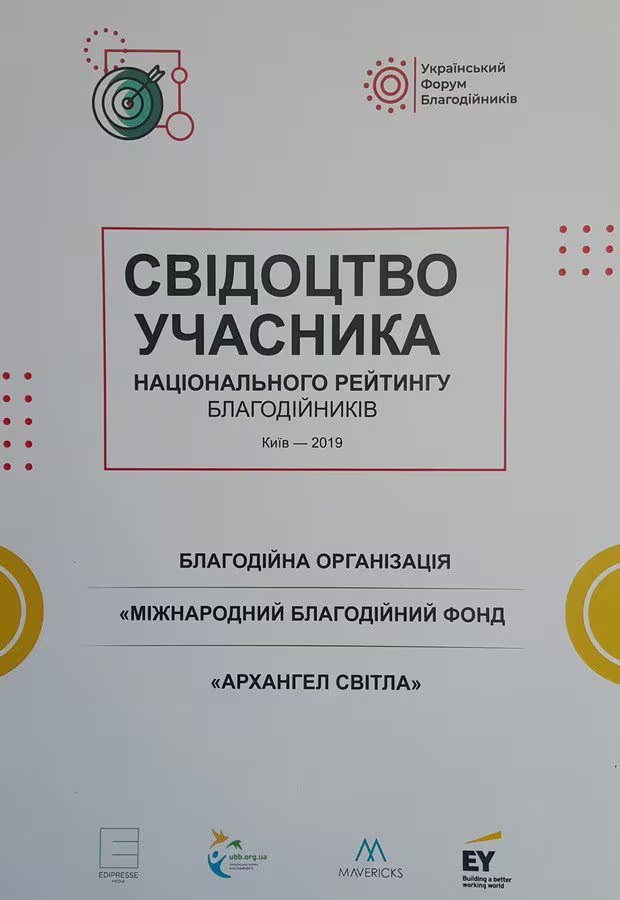 Український
Форум
Благодійників
СВІДОЦТВО
УЧАСНИКА
НАЦІОНАЛЬНОГО РЕЙТИНГУ
БЛАГОДІЙНИКІВ
Київ — 2019
БЛАГОДІЙНА ОРГАНІЗАЦІЯ
«МІЖНАРОДНИЙ БЛАГОДІЙНИЙ ФОНД
«АРХАНГЕЛ СВІТЛА»
EDIPRESSE
MEDIA
ubb.org.ua
MAVERICKS
EY
Building a better
working world